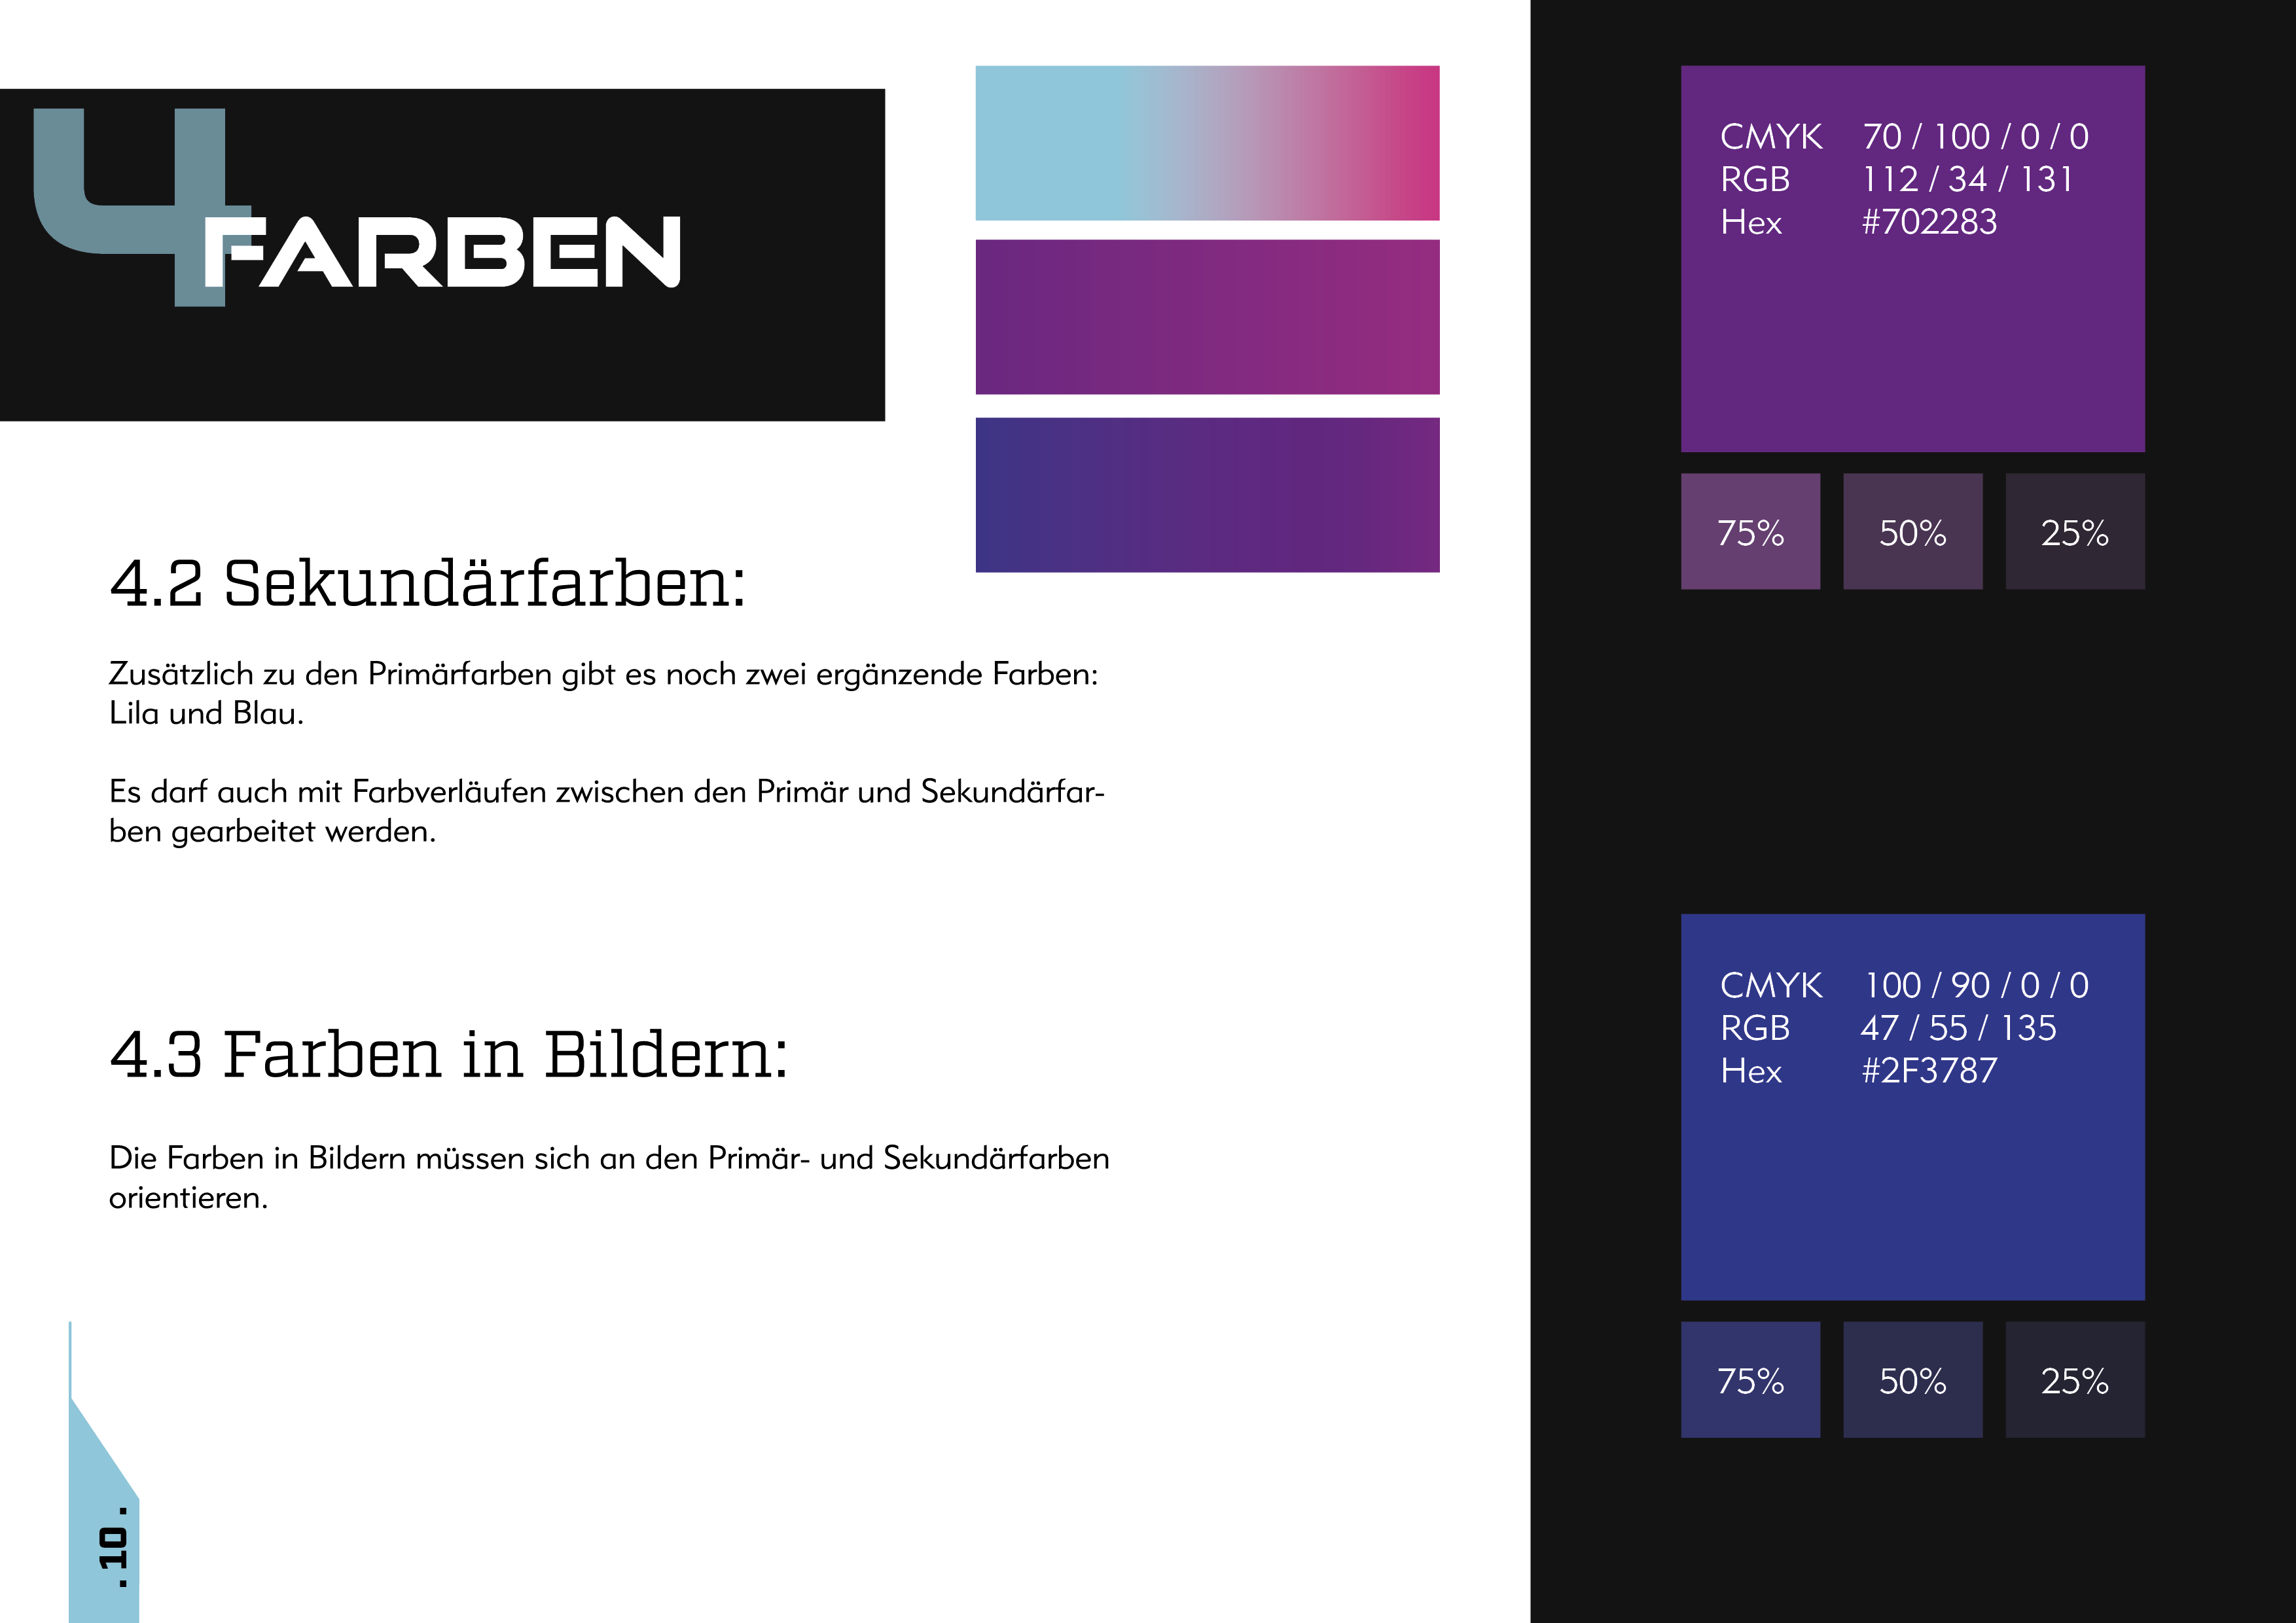 4
FARBEN
4.2 Sekundärfarben:
Zusätzlich zu den Primärfarben gibt es noch zwei ergänzende Farben:
Lila und Blau.
Es darf auch mit Farbverläufen zwischen den Primär und Sekundärfar-
ben gearbeitet werden.
4.3 Farben in Bildern:
Die Farben in Bildern müssen sich an den Primär- und Sekundärfarben
orientieren.
. 10 .
CMYK 70 / 100 / 0 / 0
RGB 112 / 34 / 131
Hex #702283
75% 50% 25%
CMYK 100 / 90 / 0 / 0
RGB 47 / 55 / 135
Hex #2F3787
75% 50% 25%